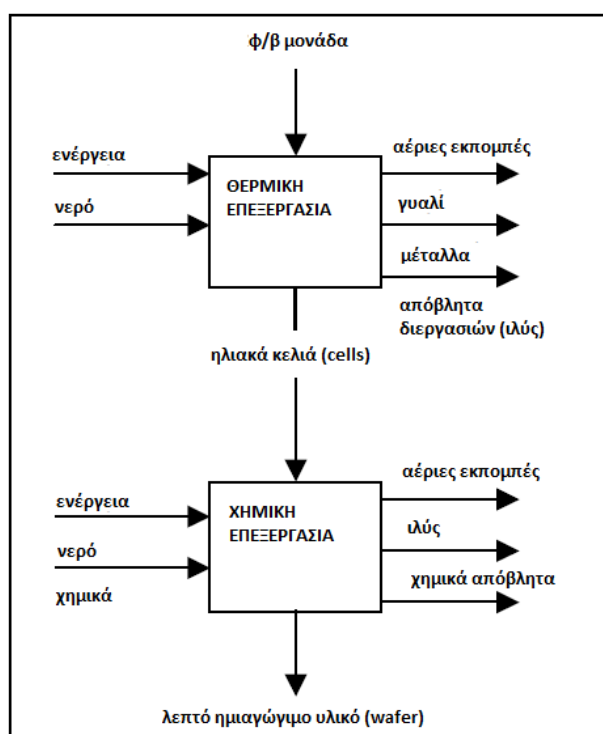 φ/β μονάδα
ενέργεια
νερό
ΘΕΡΜΙΚΗ
ΕΠΕΞΕΡΓΑΣΙΑ
αέριες εκπομπές
γυαλί
μέταλλα
απόβλητα
διεργασιών (ιλύς)
ηλιακά κελιά (cells)
ενέργεια
νερό
χημικά
ΧΗΜΙΚΗ
ΕΠΕΞΕΡΓΑΣΙΑ
αέριες εκπομπές
ιλύς
χημικά απόβλητα
λεπτό ημιαγώγιμο υλικό (wafer)